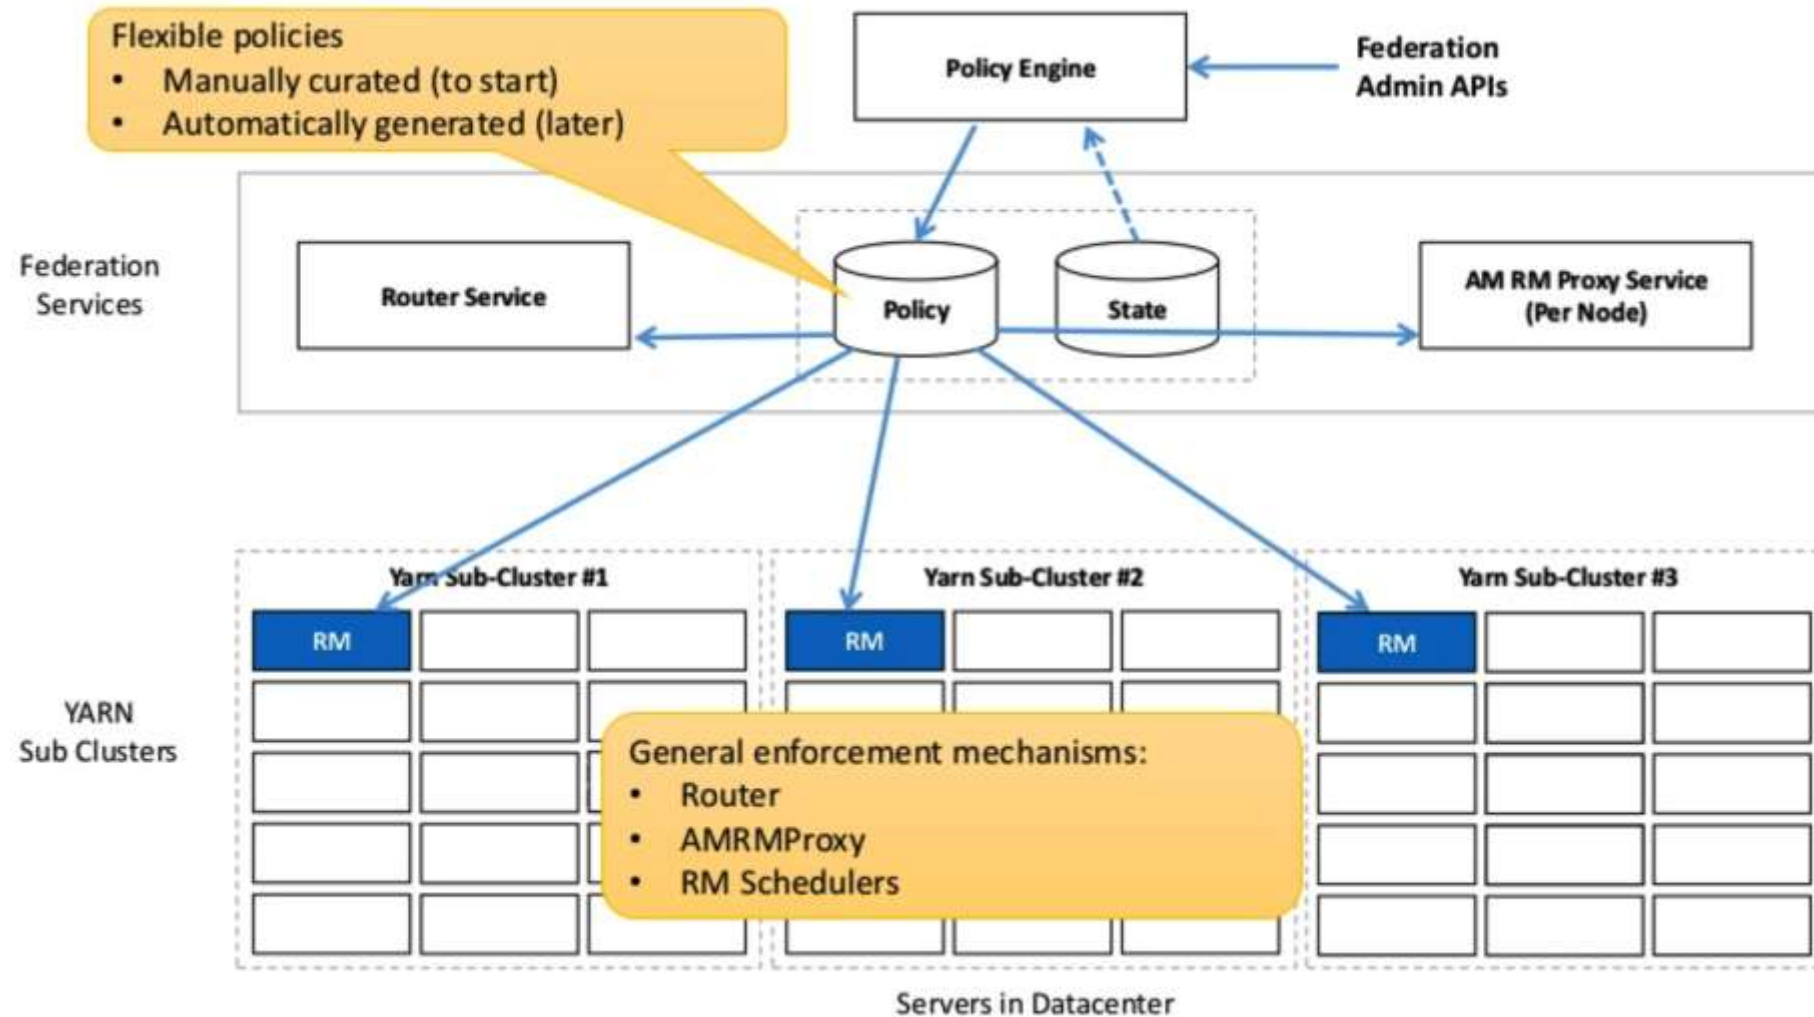 Flexible policies
• Manually curated (to start)
• Automatically generated (later)
Policy Engine
Federation
Admin APIs
Federation
Services
Router Service
Policy
State
AM RM Proxy Service
(Per Node)
Yarn Sub-Cluster #1
Yarn Sub-Cluster #2
Yarn Sub-Cluster #3
RM
RM
RM
YARN
Sub Clusters
General enforcement mechanisms:
• Router
• AMRMProxy
• RM Schedulers
Servers in Datacenter